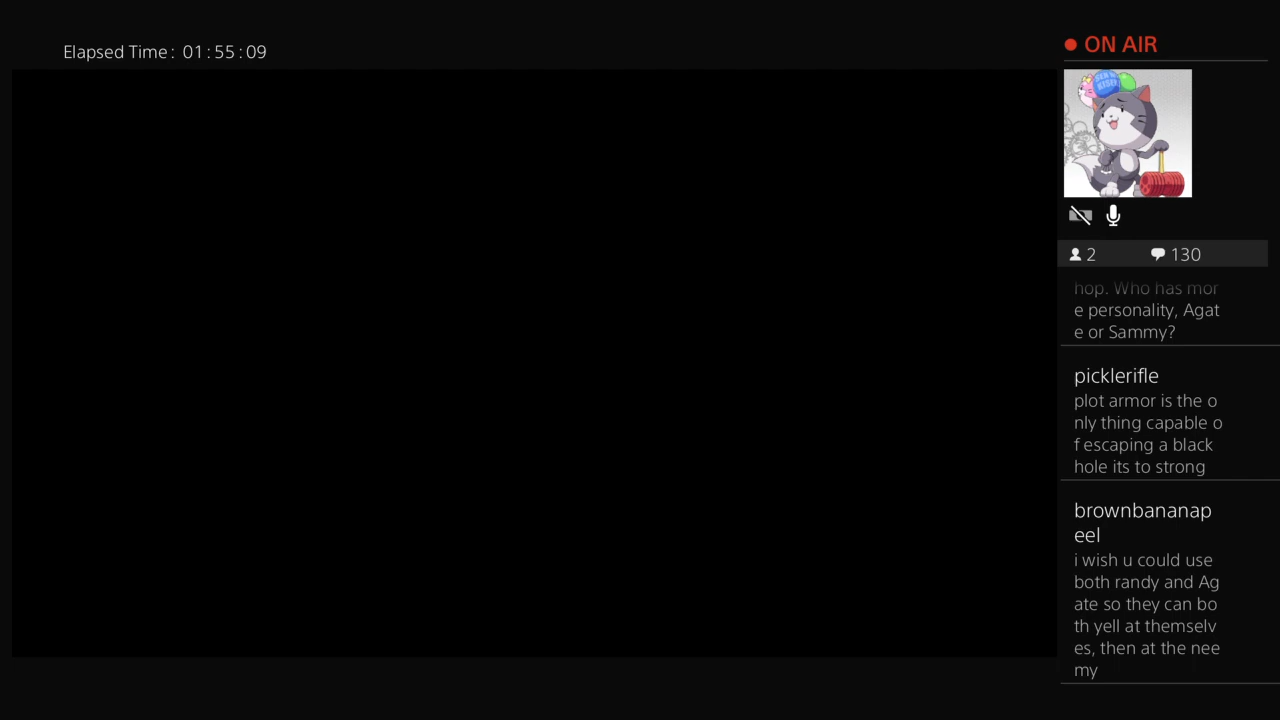 Elapsed Time: 01:55:09
ON AIR
2 130
hop. Who has mor
e personality, Agat
e or Sammy?
picklerifle
plot armor is the o
nly thing capable o
f escaping a black
hole its to strong
brownbananap
eel
i wish u could use
both randy and Ag
ate so they can bo
th yell at themselv
es, then at the nee
my